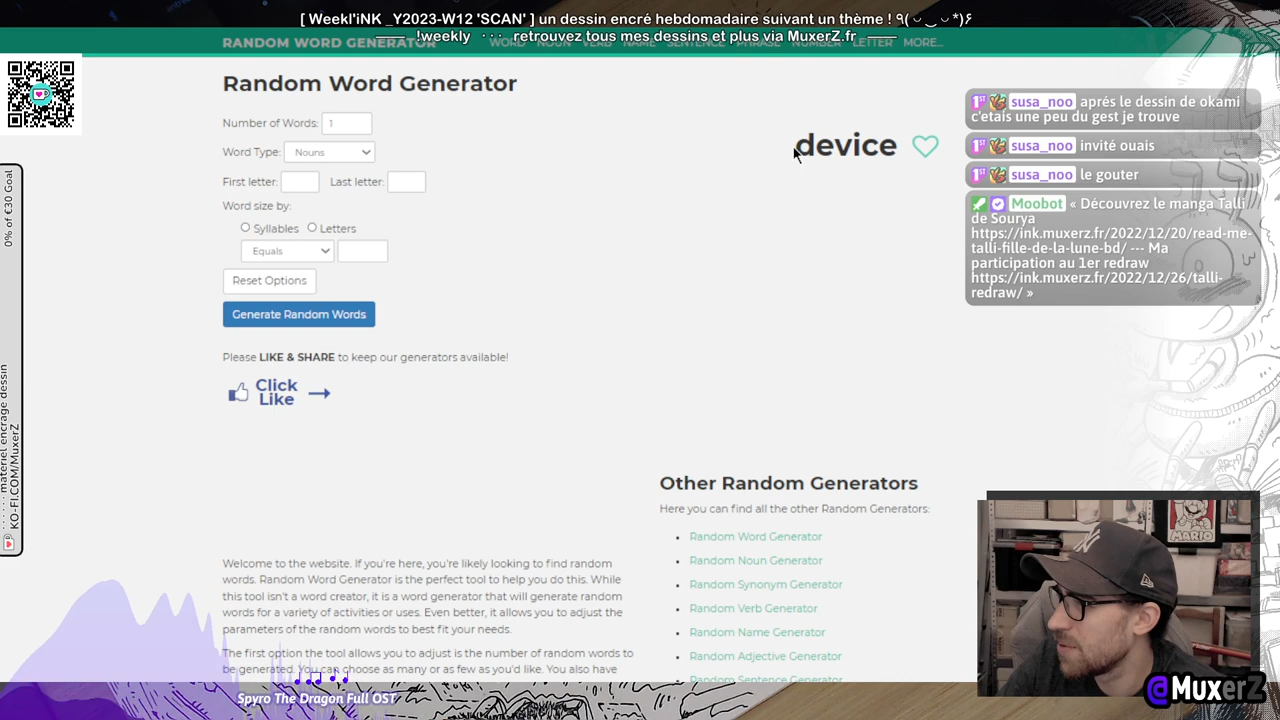 [ Weekl'iNK _Y2023-W12 'SCAN' ] un dessin encré hebdomadaire suivant un thème ! ٩(◡‿◡*)۶
—— !weekly ··· retrouvez tous mes dessins et plus via MuxerZ.fr ——
RANDOM WORD GENERATOR WORD NOUN VERB NAME SENTENCE PHRASE NUMBER LETTER MORE...
Random Word Generator
Number of Words: 1
Word Type: Nouns
First letter: Last letter:
Word size by:
Syllables Letters
Equals
Reset Options
Generate Random Words
Please LIKE & SHARE to keep our generators available!
Click
Like
device
1ST susa_noo aprés le dessin de okami
c'etais une peu du gest je trouve
1ST susa_noo invité ouais
1ST susa_noo le gouter
Moobot « Découvrez le manga Talli
de Sourya
https://ink.muxerz.fr/2022/12/20/read-me-
talli-fille-de-la-lune-bd/ --- Ma
participation au 1er redraw
https://ink.muxerz.fr/2022/12/26/talli-
redraw/ »
0% of €30 Goal
materiel encrage dessin
KO-FI.COM/MuxerZ
Other Random Generators
Here you can find all the other Random Generators:
Random Word Generator
Random Noun Generator
Random Synonym Generator
Random Verb Generator
Random Name Generator
Random Adjective Generator
Random Sentence Generator
Welcome to the website. If you're here, you're likely looking to find random
words. Random Word Generator is the perfect tool to help you do this. While
this tool isn't a word creator, it is a word generator that will generate random
words for a variety of activities or uses. Even better, it allows you to adjust the
parameters of the random words to best fit your needs.
The first option the tool allows you to adjust is the number of random words to
be generated. You can choose as many or as few as you'd like. You also have
Spyro The Dragon Full OST
MARIO
@MuxerZ